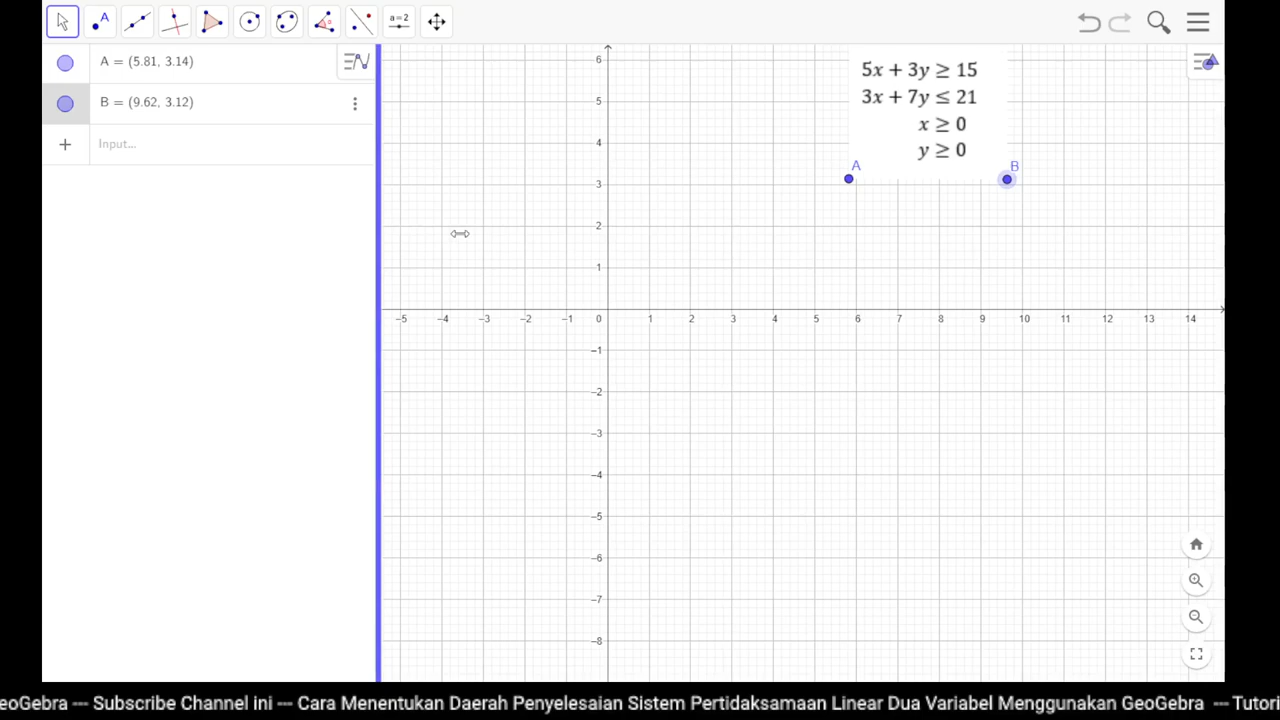 A
a = 2
A = (5.81, 3.14)
B = (9.62, 3.12)
+ Input...
5x + 3y ≥ 15
3x + 7y ≤ 21
x ≥ 0
y ≥ 0
A
B
6
5
4
3
2
1
−5 −4 −3 −2 −1 0 1 2 3 4 5 6 7 8 9 10 11 12 13 14
−1
−2
−3
−4
−5
−6
−7
−8
eoGebra --- Subscribe Channel ini --- Cara Menentukan Daerah Penyelesaian Sistem Pertidaksamaan Linear Dua Variabel Menggunakan GeoGebra --- Tutori